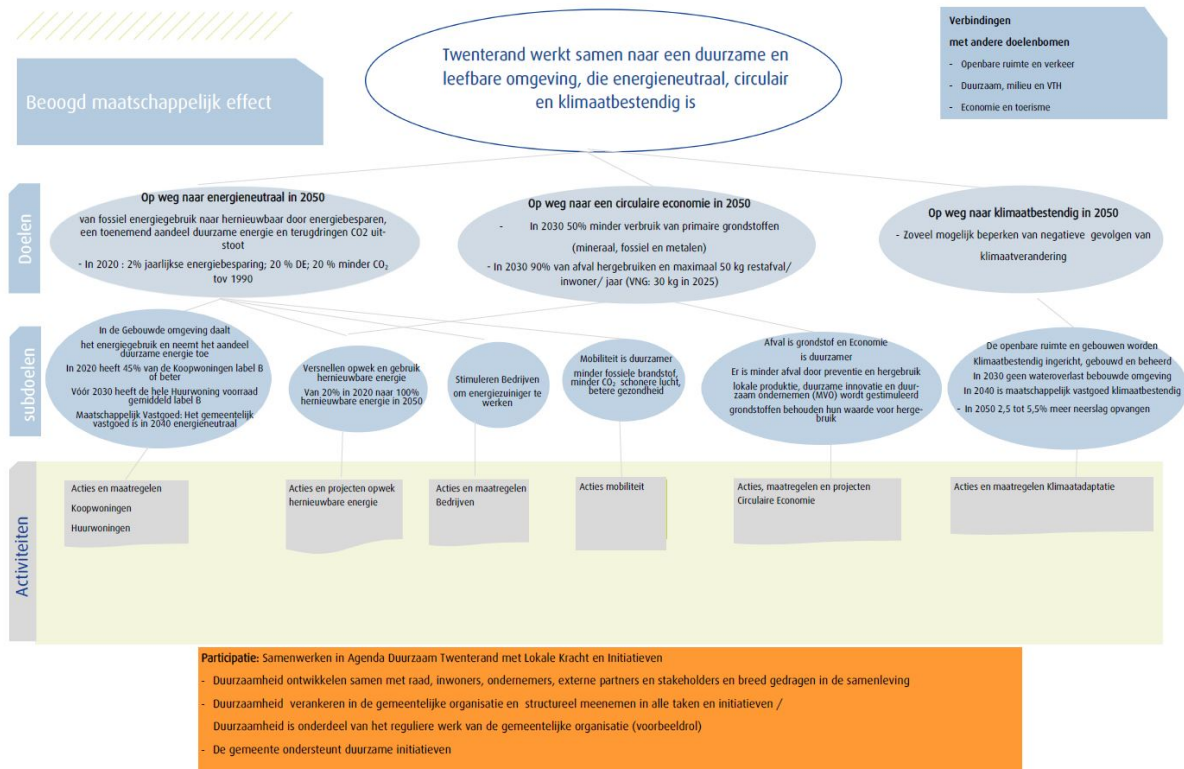 Beoogd maatschappelijk effect
Twenterand werkt samen naar een duurzame en
leefbare omgeving, die energieneutraal, circulair
en klimaatbestendig is
Verbindingen
met andere doelenbomen
- Openbare ruimte en verkeer
- Duurzaam, milieu en VTH
- Economie en toerisme
Doelen
Op weg naar energieneutraal in 2050
van fossiel energiegebruik naar hernieuwbaar door energiebesparen,
een toenemend aandeel duurzame energie en terugdringen CO2 uit-
stoot
- In 2020 : 2% jaarlijkse energiebesparing; 20 % DE; 20 % minder CO₂
tov 1990
Op weg naar een circulaire economie in 2050
- In 2030 50% minder verbruik van primaire grondstoffen
(mineraal, fossiel en metalen)
- In 2030 90% van afval hergebruiken en maximaal 50 kg restafval/
inwoner/ jaar (VNG: 30 kg in 2025)
Op weg naar klimaatbestendig in 2050
- Zoveel mogelijk beperken van negatieve gevolgen van
klimaatverandering
subdoelen
In de Gebouwde omgeving daalt
het energiegebruik en neemt het aandeel
duurzame energie toe
In 2020 heeft 45% van de Koopwoningen label B
of beter
Vóór 2030 heeft de hele Huurwoning voorraad
gemiddeld label B
Maatschappelijk Vastgoed: Het gemeentelijk
vastgoed is in 2040 energieneutraal
Versnellen opwek en gebruik
hernieuwbare energie
Van 20% in 2020 naar 100%
hernieuwbare energie in 2050
Stimuleren Bedrijven
om energiezuiniger te
werken
Mobiliteit is duurzamer
minder fossiele brandstof,
minder CO₂ schonere lucht,
betere gezondheid
Afval is grondstof en Economie
is duurzamer
Er is minder afval door preventie en hergebruik
lokale produktie, duurzame innovatie en duur-
zaam ondernemen (MVO) wordt gestimuleerd
grondstoffen behouden hun waarde voor herge-
bruik
De openbare ruimte en gebouwen worden
Klimaatbestendig ingericht, gebouwd en beheerd
In 2030 geen wateroverlast bebouwde omgeving
In 2040 is maatschappelijk vastgoed klimaatbestendig
- In 2050 2,5 tot 5,5% meer neerslag opvangen
Activiteiten
Acties en maatregelen
Koopwoningen
Huurwoningen
Acties en projecten opwek
hernieuwbare energie
Acties en maatregelen
Bedrijven
Acties mobiliteit
Acties, maatregelen en projecten
Circulaire Economie
Acties en maatregelen Klimaatadaptatie
Participatie: Samenwerken in Agenda Duurzaam Twenterand met Lokale Kracht en Initiatieven
- Duurzaamheid ontwikkelen samen met raad, inwoners, ondernemers, externe partners en stakeholders en breed gedragen in de samenleving
- Duurzaamheid verankeren in de gemeentelijke organisatie en structureel meenemen in alle taken en initiatieven /
Duurzaamheid is onderdeel van het reguliere werk van de gemeentelijke organisatie (voorbeeldrol)
- De gemeente ondersteunt duurzame initiatieven